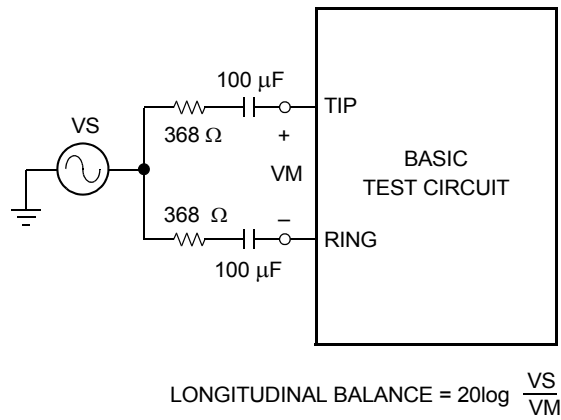 100 μF
TIP
VS
368 Ω
+
VM
BASIC
TEST CIRCUIT
–
368 Ω
RING
100 μF
LONGITUDINAL BALANCE = 20log VS
VM